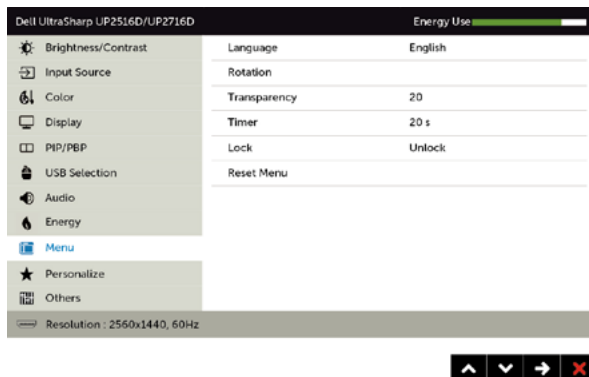 Dell UltraSharp UP2516D/UP2716D Energy Use
Brightness/Contrast Language English
Input Source Rotation
Color Transparency 20
Display Timer 20 s
PIP/PBP Lock Unlock
USB Selection Reset Menu
Audio
Energy
Menu
Personalize
Others
Resolution : 2560x1440, 60Hz